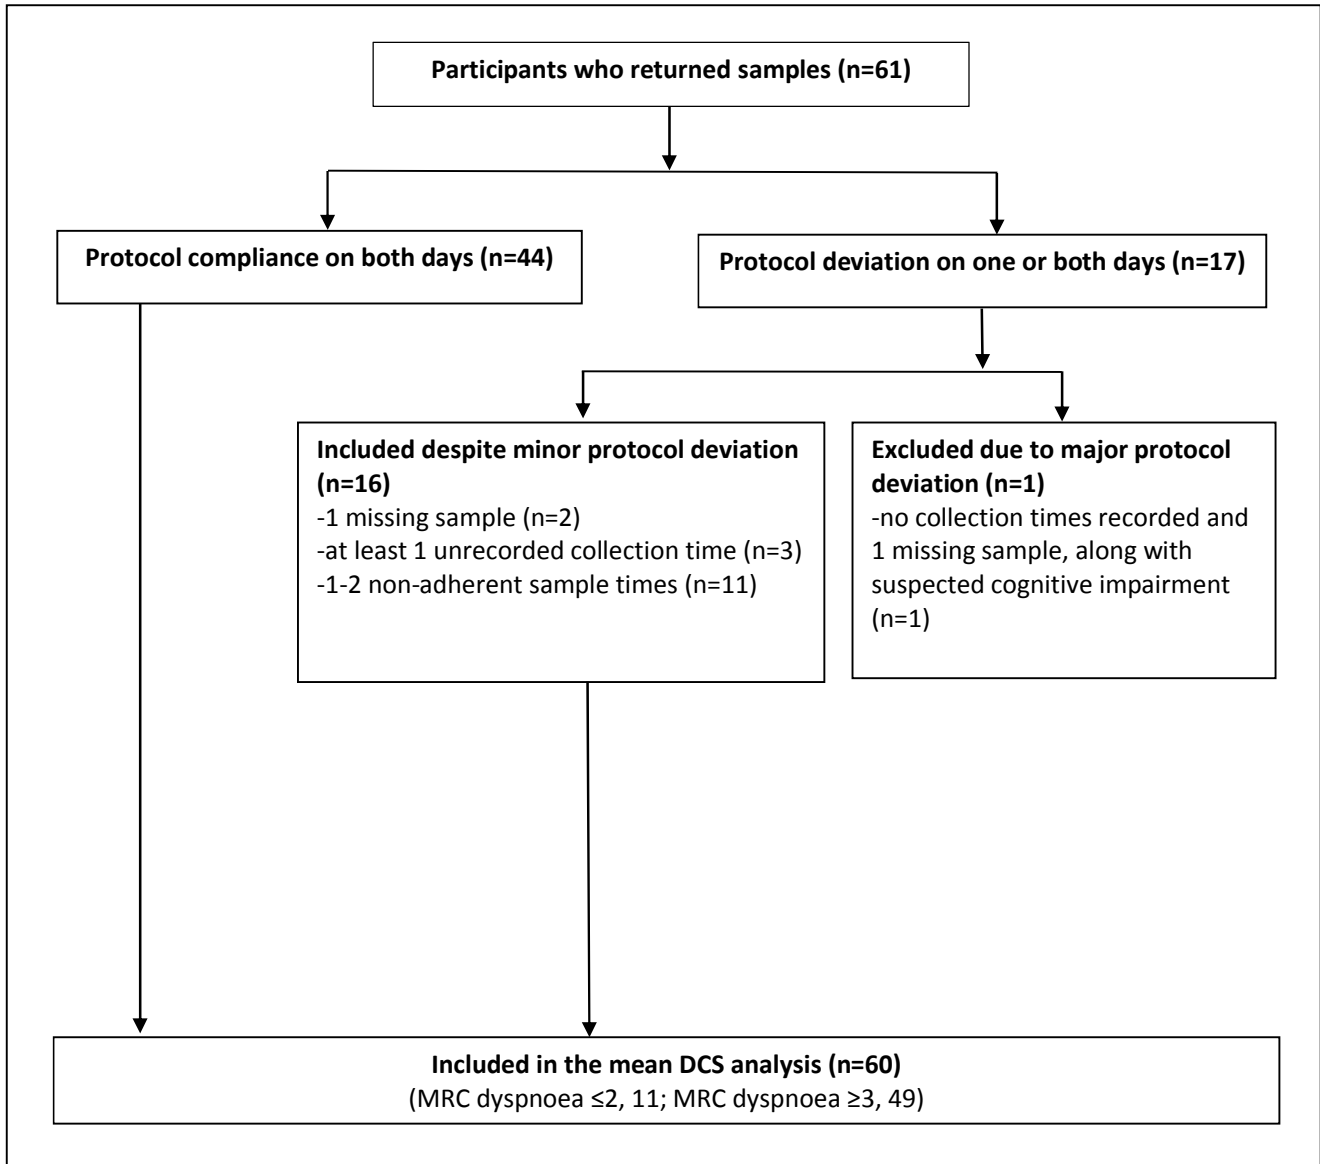 Participants who returned samples (n=61)
Protocol compliance on both days (n=44)
Protocol deviation on one or both days (n=17)
Included despite minor protocol deviation
(n=16)
-1 missing sample (n=2)
-at least 1 unrecorded collection time (n=3)
-1-2 non-adherent sample times (n=11)
Excluded due to major protocol
deviation (n=1)
-no collection times recorded and
1 missing sample, along with
suspected cognitive impairment
(n=1)
Included in the mean DCS analysis (n=60)
(MRC dyspnoea ≤2, 11; MRC dyspnoea ≥3, 49)